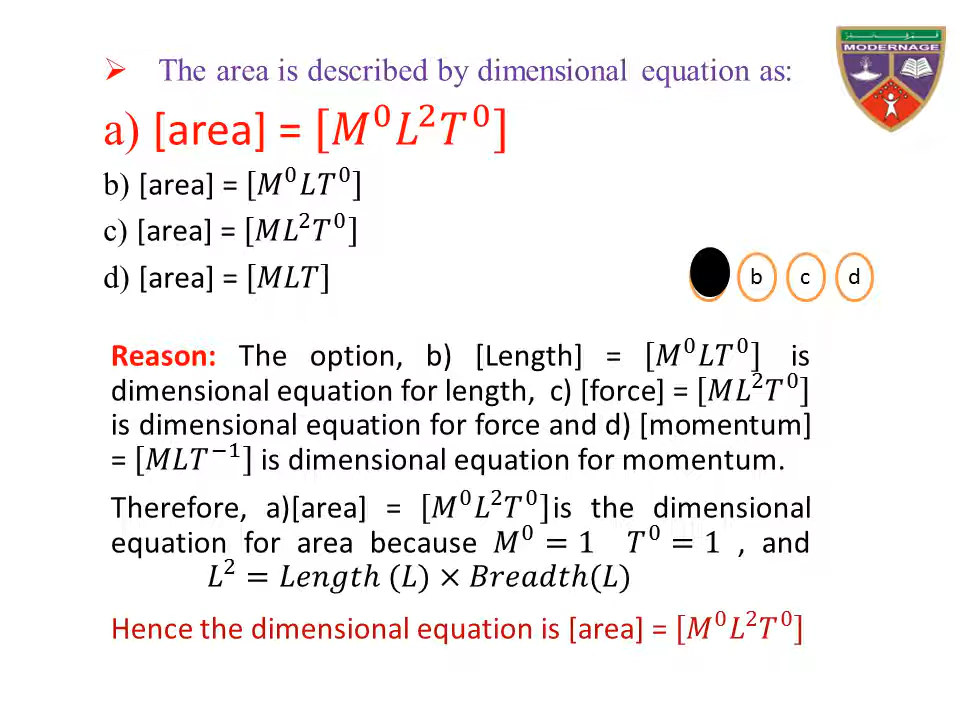 ➢ The area is described by dimensional equation as:
MODERNAGE
a) [area] = [M⁰L²T⁰]
b) [area] = [M⁰LT⁰]
c) [area] = [ML²T⁰]
d) [area] = [MLT]
b c d
Reason: The option, b) [Length] = [M⁰LT⁰] is
dimensional equation for length, c) [force] = [ML²T⁰]
is dimensional equation for force and d) [momentum]
= [MLT⁻¹] is dimensional equation for momentum.
Therefore, a)[area] = [M⁰L²T⁰]is the dimensional
equation for area because M⁰ = 1 T⁰ = 1 , and
L² = Length (L) × Breadth(L)
Hence the dimensional equation is [area] = [M⁰L²T⁰]